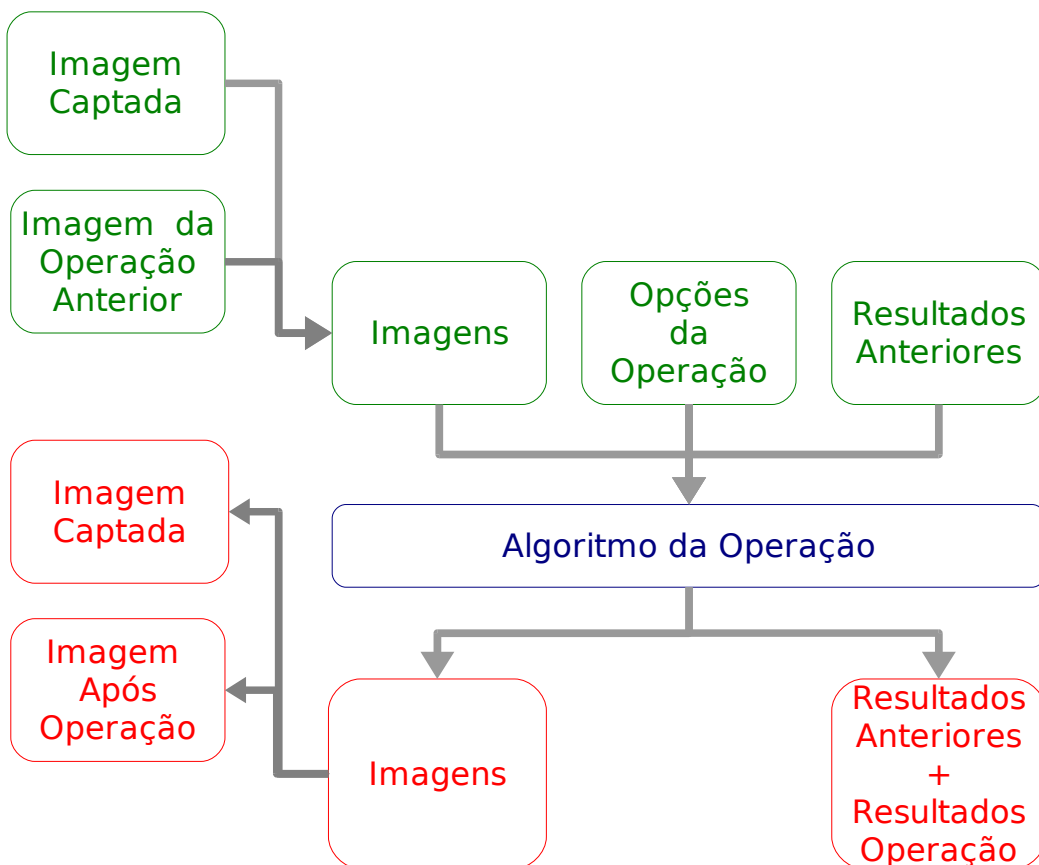 Imagem
Captada
Imagem da
Operação
Anterior
Imagens
Opções
da
Operação
Resultados
Anteriores
Imagem
Captada
Algoritmo da Operação
Imagem
Após
Operação
Imagens
Resultados
Anteriores
+
Resultados
Operação